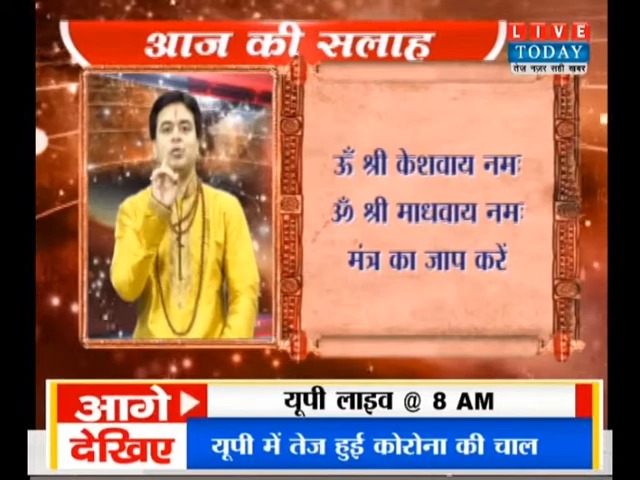 आज की सलाह
LIVE
TODAY
तेज नज़र सही खबर
ॐ श्री केशवाय नमः
ॐ श्री माधवाय नमः
मंत्र का जाप करें
आगे
देखिए
यूपी लाइव @ 8 AM
यूपी में तेज हुई कोरोना की चाल